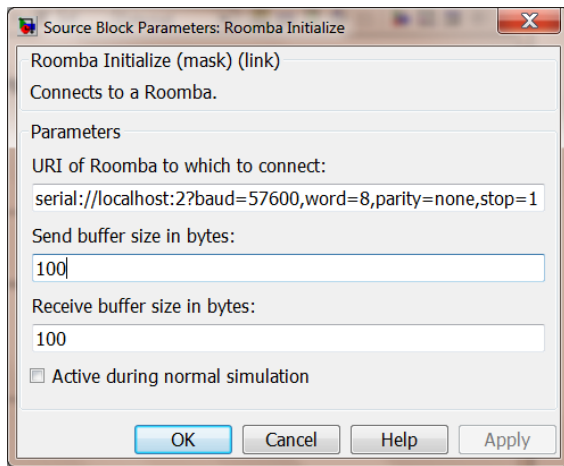 Source Block Parameters: Roomba Initialize
Roomba Initialize (mask) (link)
Connects to a Roomba.
Parameters
URI of Roomba to which to connect:
serial://localhost:2?baud=57600,word=8,parity=none,stop=1
Send buffer size in bytes:
100
Receive buffer size in bytes:
100
Active during normal simulation
OK Cancel Help Apply